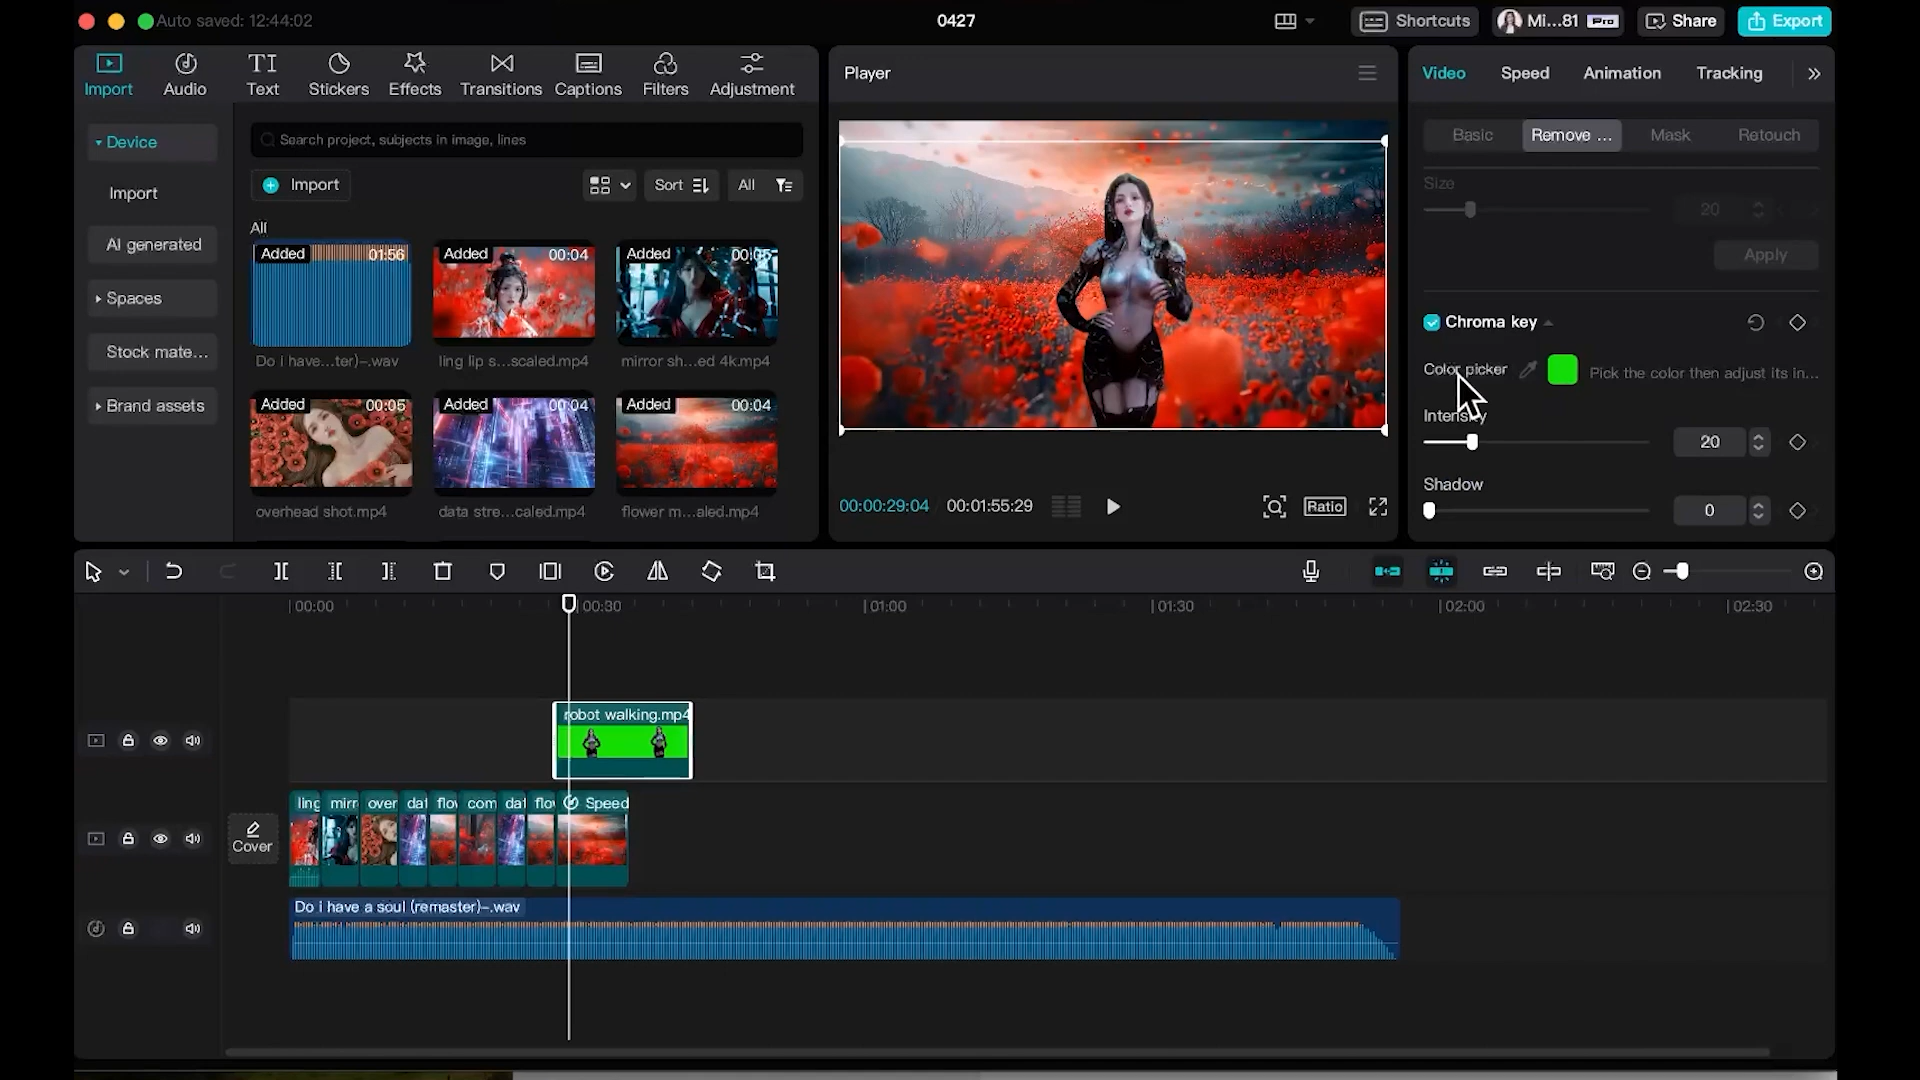 Auto saved: 12:44:02
0427
Shortcuts
Mi...81 Pro
Share
Export
Import
Audio
TI
Text
Stickers
Effects
Transitions
Captions
Filters
Adjustment
Player
Video
Speed
Animation
Tracking
Device
Import
AI generated
Spaces
Stock mate...
Brand assets
Search project, subjects in image, lines
Import
Sort
All
All
Added 01:56
Do i have...ter)-.wav
Added 00:04
ling lip s...scaled.mp4
Added 00:05
mirror sh...ed 4k.mp4
Added 00:05
overhead shot.mp4
Added 00:04
data stre...caled.mp4
Added 00:04
flower m...aled.mp4
00:00:29:04
00:01:55:29
Ratio
Basic
Remove ...
Mask
Retouch
Size
20
Apply
Chroma key
Color picker
Pick the color then adjust its in...
Intensity
20
Shadow
0
00:00
00:30
01:00
01:30
02:00
02:30
robot walking.mp4
Cover
ling
mirr
over
dat
flov
com
dat
flov
Speed
Do i have a soul (remaster)-.wav